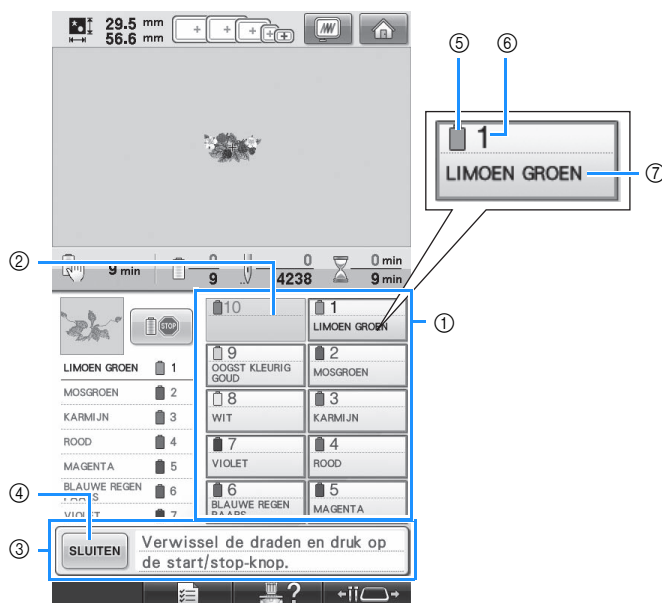 29.5 mm
56.6 mm
⑤ ⑥
1
LIMOEN GROEN ⑦
②
9 min 0 0 0 min
9 4238 9 min
10 1
LIMOEN GROEN ①
STOP
LIMOEN GROEN 1
MOSGROEN 2
KARMIJN 3
ROOD 4
MAGENTA 5
BLAUWE REGEN 6
VIOLET 7
9 2
OOGST KLEURIG
GOUD
MOSGROEN
8 3
WIT KARMIJN
7 4
VIOLET ROOD
6 5
BLAUWE REGEN
PAARS
MAGENTA
④
③
SLUITEN
Verwissel de draden en druk op
de start/stop-knop.
?